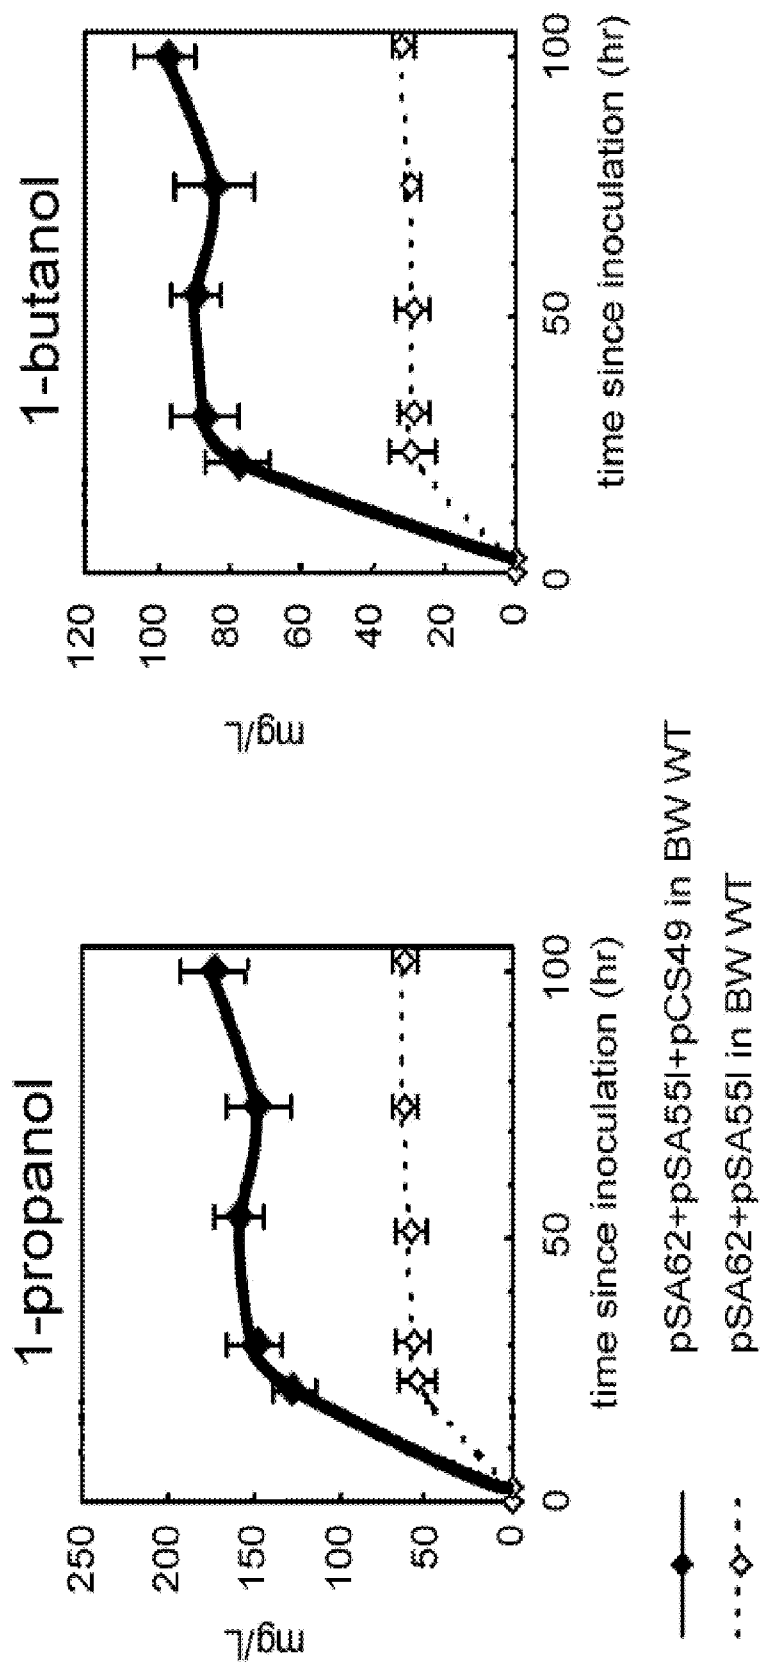 1-propanol
mg/L
250
200
150
100
50
0
0
50
100
time since inoculation (hr)
1-butanol
mg/L
120
100
80
60
40
20
0
0
50
100
time since inoculation (hr)
pSA62+pSA55I+pCS49 in BW WT
pSA62+pSA55I in BW WT